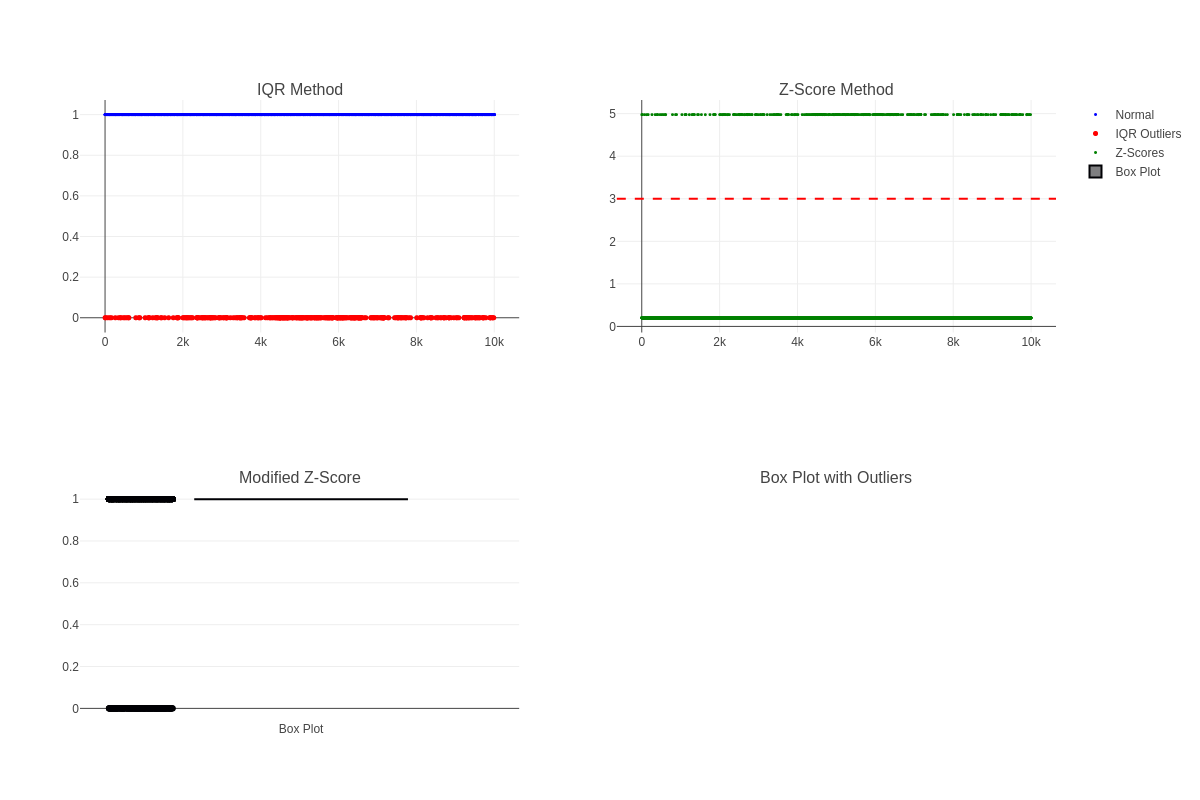 IQR Method
1
0.8
0.6
0.4
0.2
0
0
2k
4k
6k
8k
10k
Z-Score Method
5
4
3
2
1
0
0
2k
4k
6k
8k
10k
Normal
IQR Outliers
Z-Scores
Box Plot
Modified Z-Score
1
0.8
0.6
0.4
0.2
0
Box Plot
Box Plot with Outliers